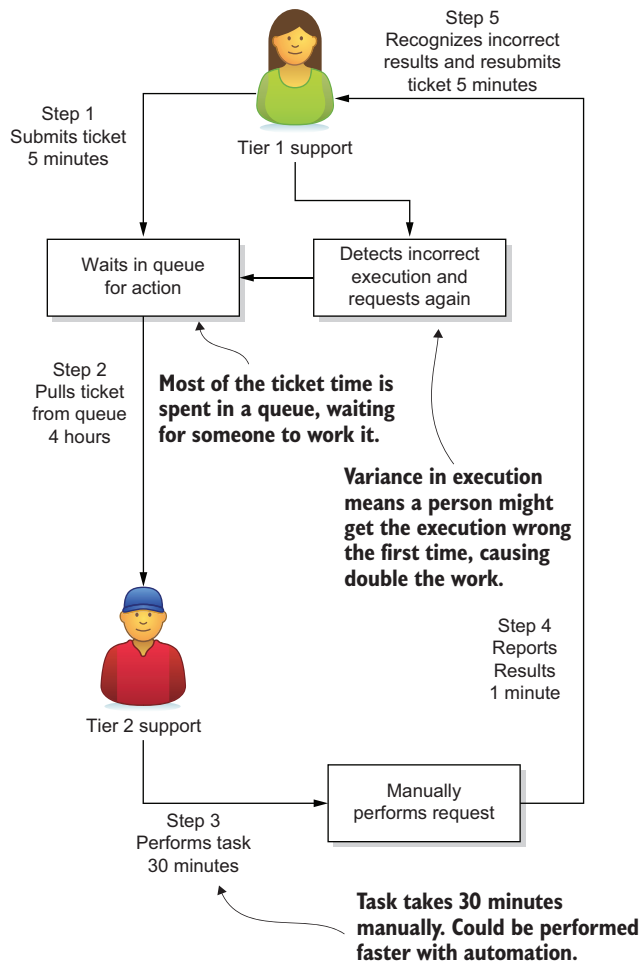 Step 5
Recognizes incorrect
results and resubmits
ticket 5 minutes
Step 1
Submits ticket
5 minutes
Tier 1 support
Waits in queue
for action
Detects incorrect
execution and
requests again
Step 2
Pulls ticket
from queue
4 hours
Most of the ticket time is
spent in a queue, waiting
for someone to work it.
Variance in execution
means a person might
get the execution wrong
the first time, causing
double the work.
Step 4
Reports
Results
1 minute
Tier 2 support
Manually
performs request
Step 3
Performs task
30 minutes
Task takes 30 minutes
manually. Could be performed
faster with automation.